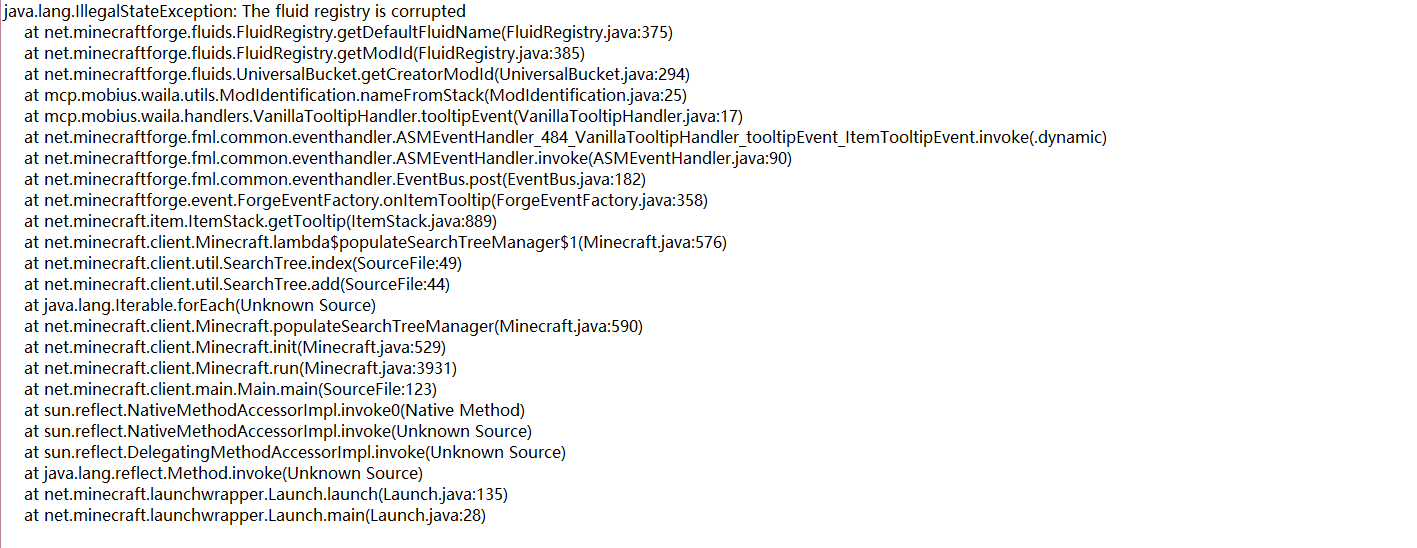 java.lang.IllegalStateException: The fluid registry is corrupted
at net.minecraftforge.fluids.FluidRegistry.getDefaultFluidName(FluidRegistry.java:375)
at net.minecraftforge.fluids.FluidRegistry.getModId(FluidRegistry.java:385)
at net.minecraftforge.fluids.UniversalBucket.getCreatorModId(UniversalBucket.java:294)
at mcp.mobius.waila.utils.ModIdentification.nameFromStack(ModIdentification.java:25)
at mcp.mobius.waila.handlers.VanillaTooltipHandler.tooltipEvent(VanillaTooltipHandler.java:17)
at net.minecraftforge.fml.common.eventhandler.ASMEventHandler_484_VanillaTooltipHandler_tooltipEvent_ItemTooltipEvent.invoke(.dynamic)
at net.minecraftforge.fml.common.eventhandler.ASMEventHandler.invoke(ASMEventHandler.java:90)
at net.minecraftforge.fml.common.eventhandler.EventBus.post(EventBus.java:182)
at net.minecraftforge.event.ForgeEventFactory.onItemTooltip(ForgeEventFactory.java:358)
at net.minecraft.item.ItemStack.getTooltip(ItemStack.java:889)
at net.minecraft.client.Minecraft.lambda$populateSearchTreeManager$1(Minecraft.java:576)
at net.minecraft.client.util.SearchTree.index(SourceFile:49)
at net.minecraft.client.util.SearchTree.add(SourceFile:44)
at java.lang.Iterable.forEach(Unknown Source)
at net.minecraft.client.Minecraft.populateSearchTreeManager(Minecraft.java:590)
at net.minecraft.client.Minecraft.init(Minecraft.java:529)
at net.minecraft.client.Minecraft.run(Minecraft.java:3931)
at net.minecraft.client.main.Main.main(SourceFile:123)
at sun.reflect.NativeMethodAccessorImpl.invoke0(Native Method)
at sun.reflect.NativeMethodAccessorImpl.invoke(Unknown Source)
at sun.reflect.DelegatingMethodAccessorImpl.invoke(Unknown Source)
at java.lang.reflect.Method.invoke(Unknown Source)
at net.minecraft.launchwrapper.Launch.launch(Launch.java:135)
at net.minecraft.launchwrapper.Launch.main(Launch.java:28)